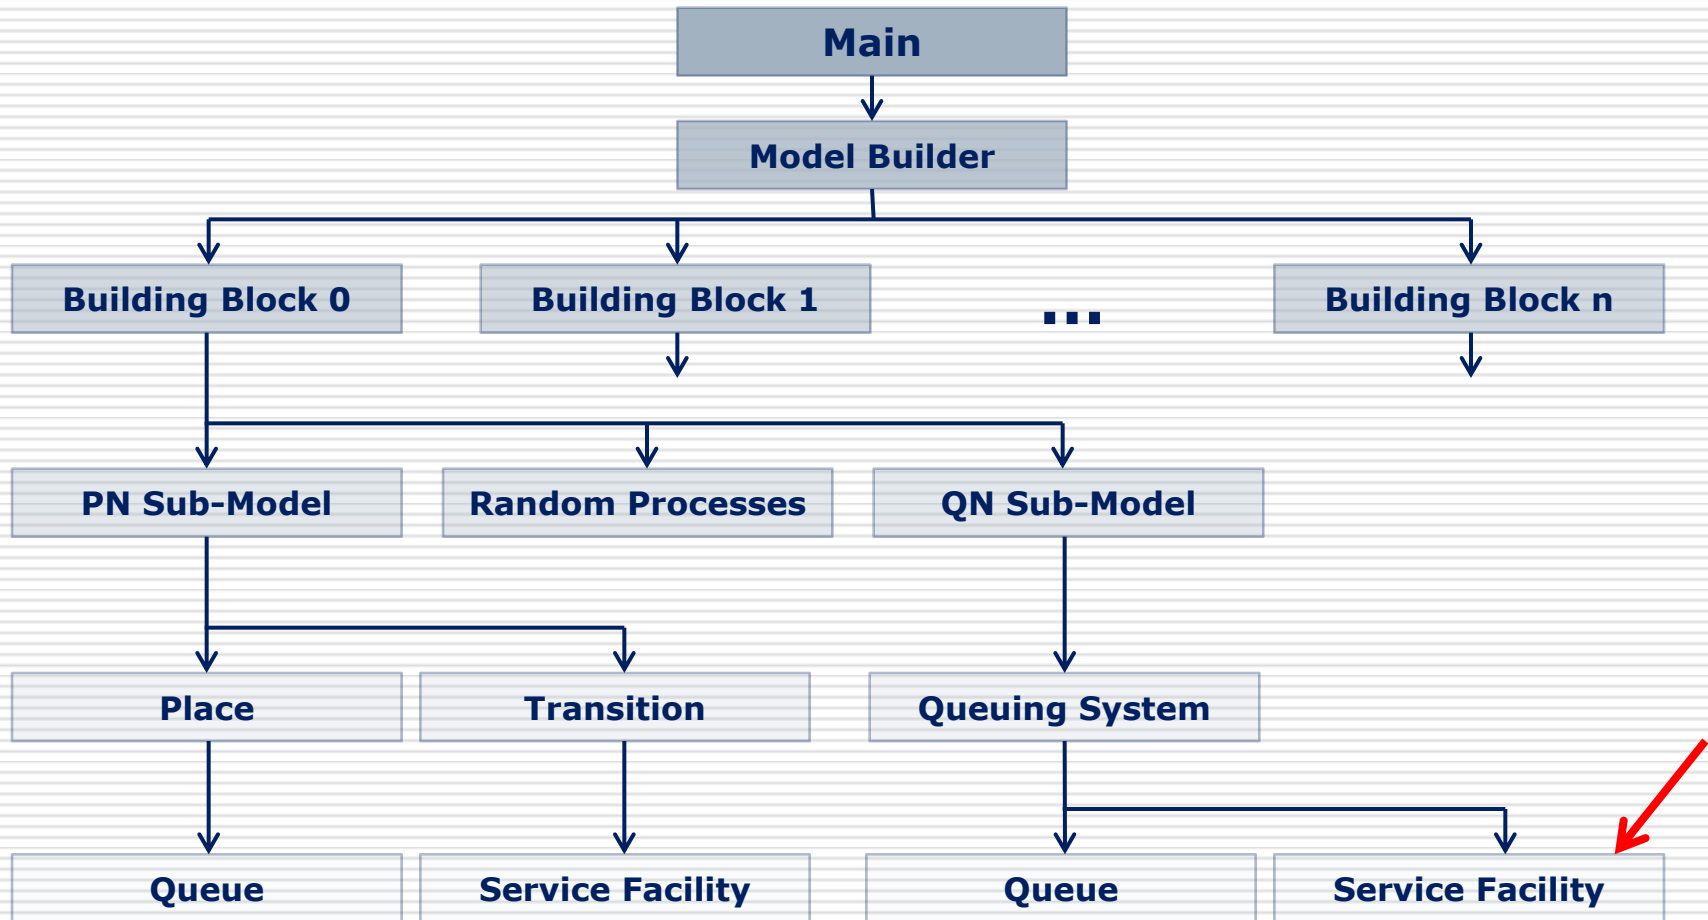 Main
Model Builder
Building Block 0
Building Block 1
...
Building Block n
PN Sub-Model
Random Processes
QN Sub-Model
Place
Transition
Queuing System
Queue
Service Facility
Queue
Service Facility